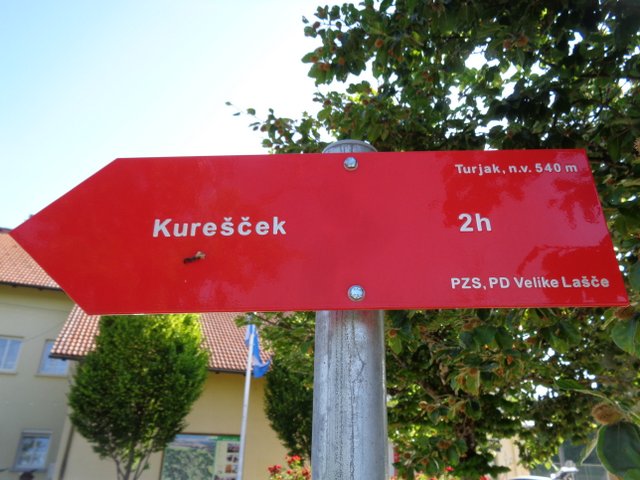 Turjak, n.v. 540 m
Kurešček
2h
PZS, PD Velike Lašče